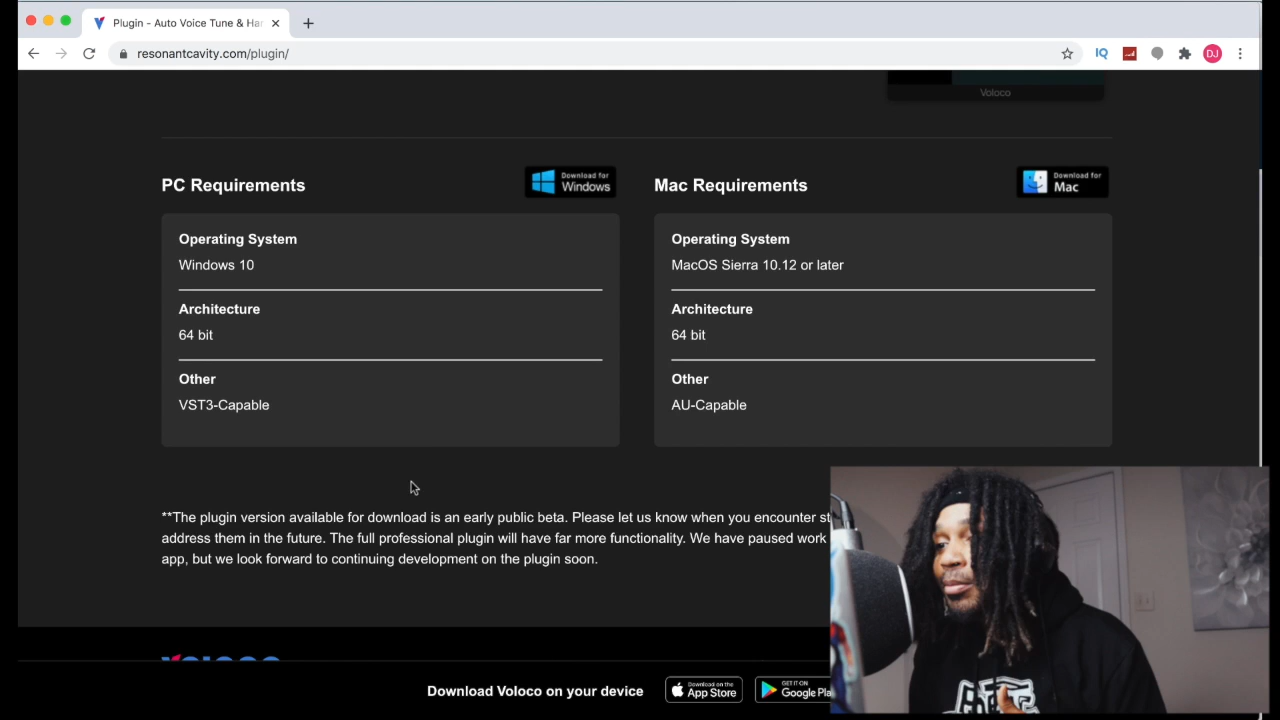 Plugin - Auto Voice Tune & Har
resonantcavity.com/plugin/
IQ
DJ
Voloco
PC Requirements
Download for
Windows
Mac Requirements
Download for
Mac
Operating System
Windows 10
Architecture
64 bit
Other
VST3-Capable
Operating System
MacOS Sierra 10.12 or later
Architecture
64 bit
Other
AU-Capable
**The plugin version available for download is an early public beta. Please let us know when you encounter st
address them in the future. The full professional plugin will have far more functionality. We have paused work
app, but we look forward to continuing development on the plugin soon.
Download Voloco on your device
Download on the
App Store
GET IT ON
Google Pla